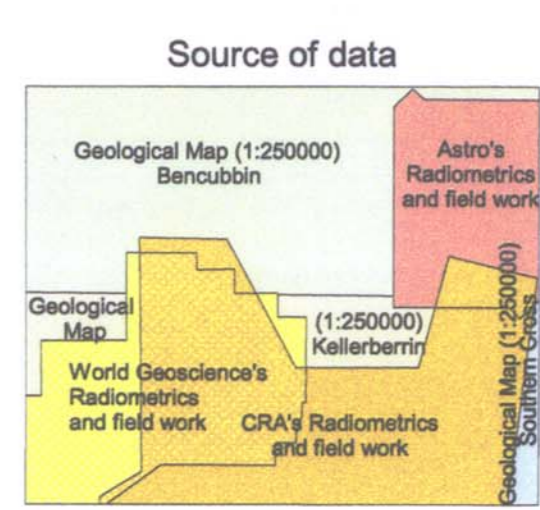 Source of data
Geological Map (1:250000)
Bencubbin
Astro's
Radiometrics
and field work
Geological
Map
(1:250000)
Kellerberrin
World Geoscience's
Radiometrics
and field work
CRA's Radiometrics
and field work
Geological Map (1:250000)
Southern Cross